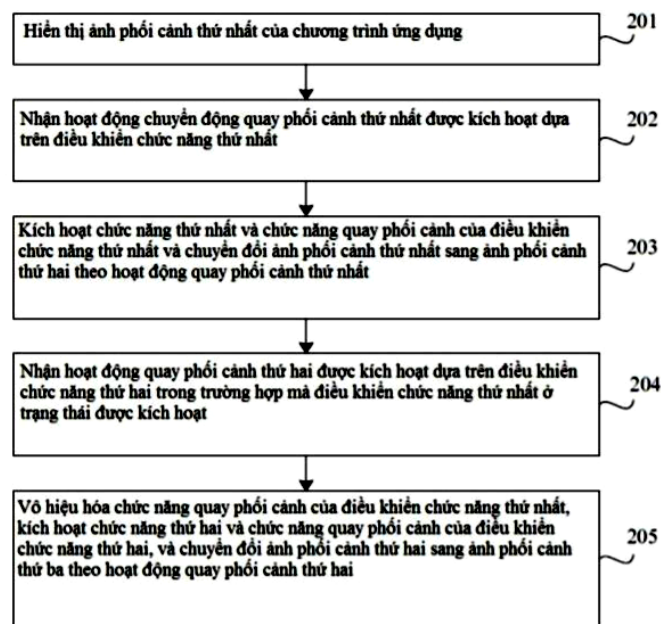 Hiển thị ảnh phối cảnh thứ nhất của chương trình ứng dụng
201
Nhận hoạt động chuyển động quay phối cảnh thứ nhất được kích hoạt dựa
trên điều khiển chức năng thứ nhất
202
Kích hoạt chức năng thứ nhất và chức năng quay phối cảnh của điều khiển
chức năng thứ nhất và chuyển đổi ảnh phối cảnh thứ nhất sang ảnh phối cảnh
thứ hai theo hoạt động quay phối cảnh thứ nhất
203
Nhận hoạt động quay phối cảnh thứ hai được kích hoạt dựa trên điều khiển
chức năng thứ hai trong trường hợp mà điều khiển chức năng thứ nhất ở
trạng thái được kích hoạt
204
Vô hiệu hóa chức năng quay phối cảnh của điều khiển chức năng thứ nhất,
kích hoạt chức năng thứ hai và chức năng quay phối cảnh của điều khiển
chức năng thứ hai, và chuyển đổi ảnh phối cảnh thứ hai sang ảnh phối cảnh
thứ ba theo hoạt động quay phối cảnh thứ hai
205